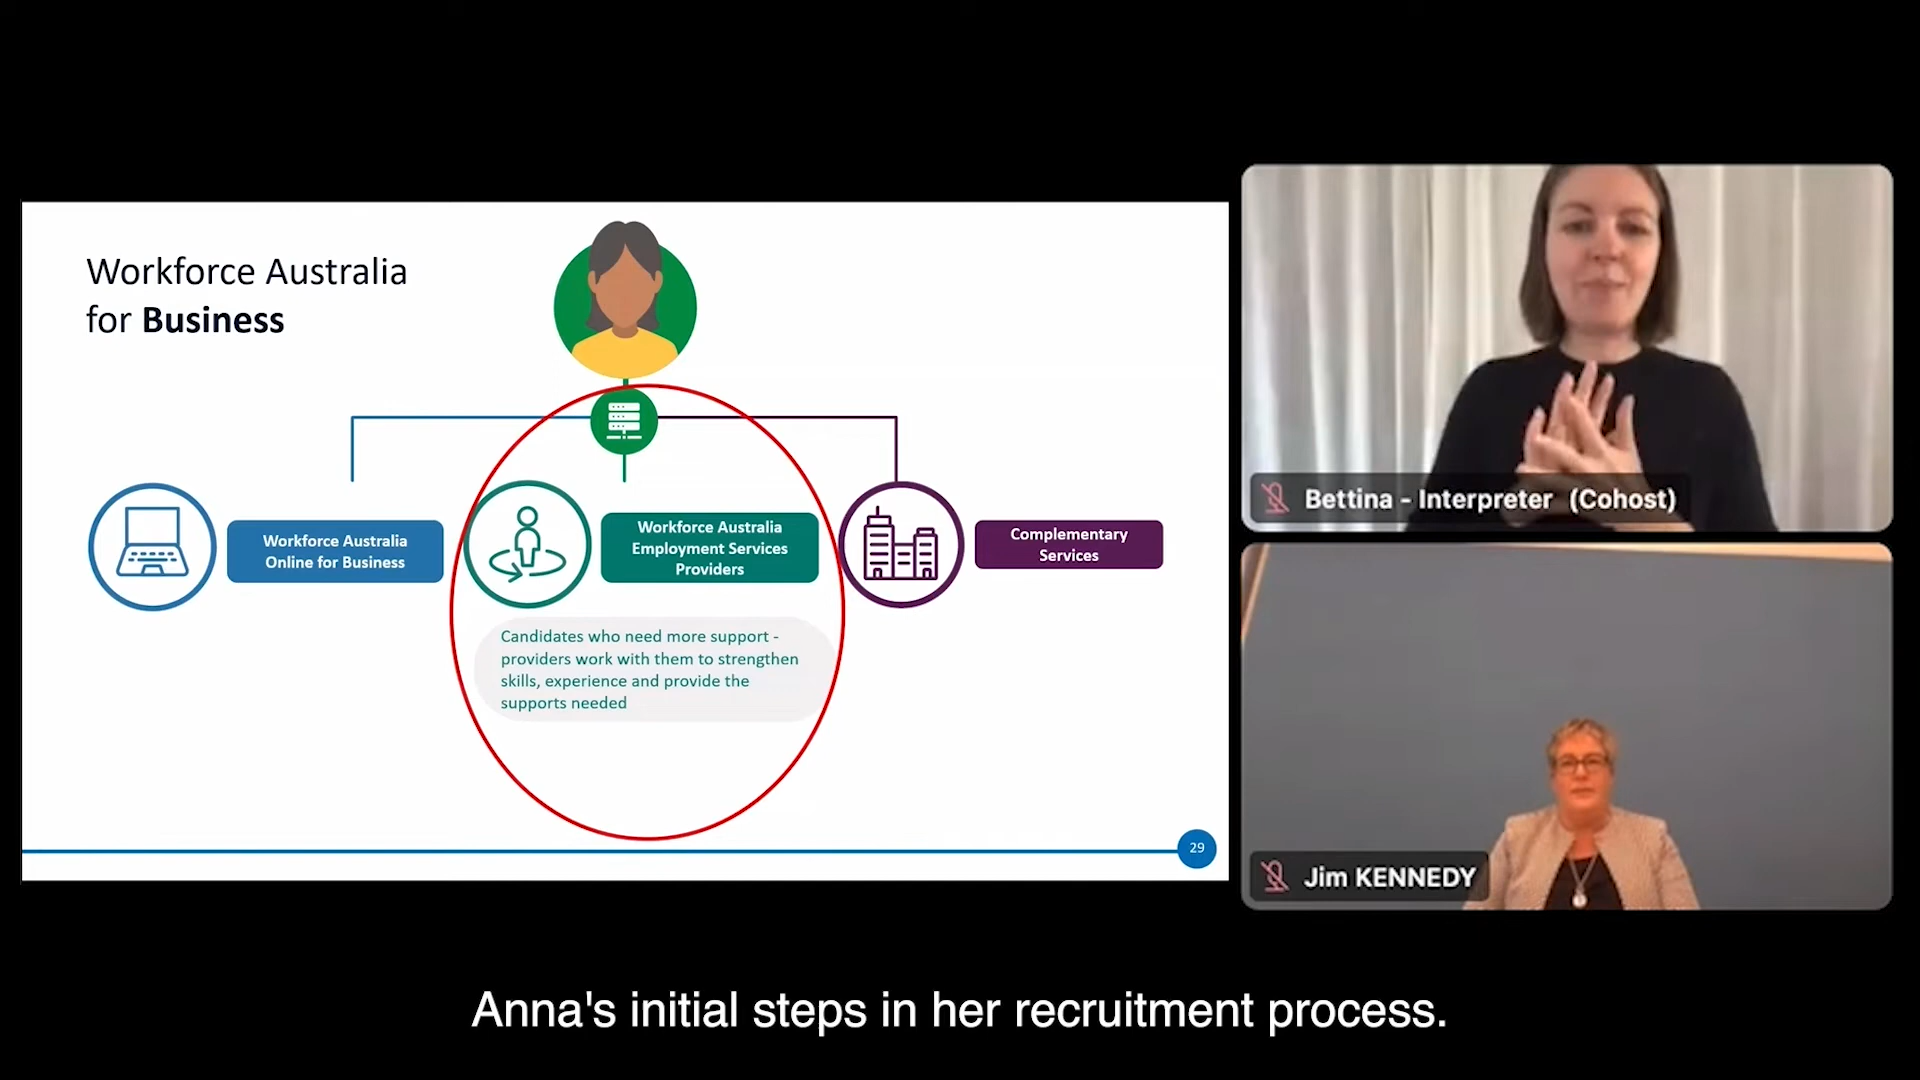 Workforce Australia
for Business
Workforce Australia
Online for Business
Workforce Australia
Employment Services
Providers
Complementary
Services
Candidates who need more support -
providers work with them to strengthen
skills, experience and provide the
supports needed
29
Bettina - Interpreter (Cohost)
Jim KENNEDY
Anna's initial steps in her recruitment process.